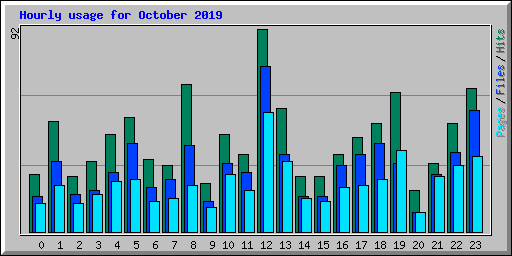 Hourly usage for October 2019
92
Pages / Files / Hits
0 1 2 3 4 5 6 7 8 9 10 11 12 13 14 15 16 17 18 19 20 21 22 23